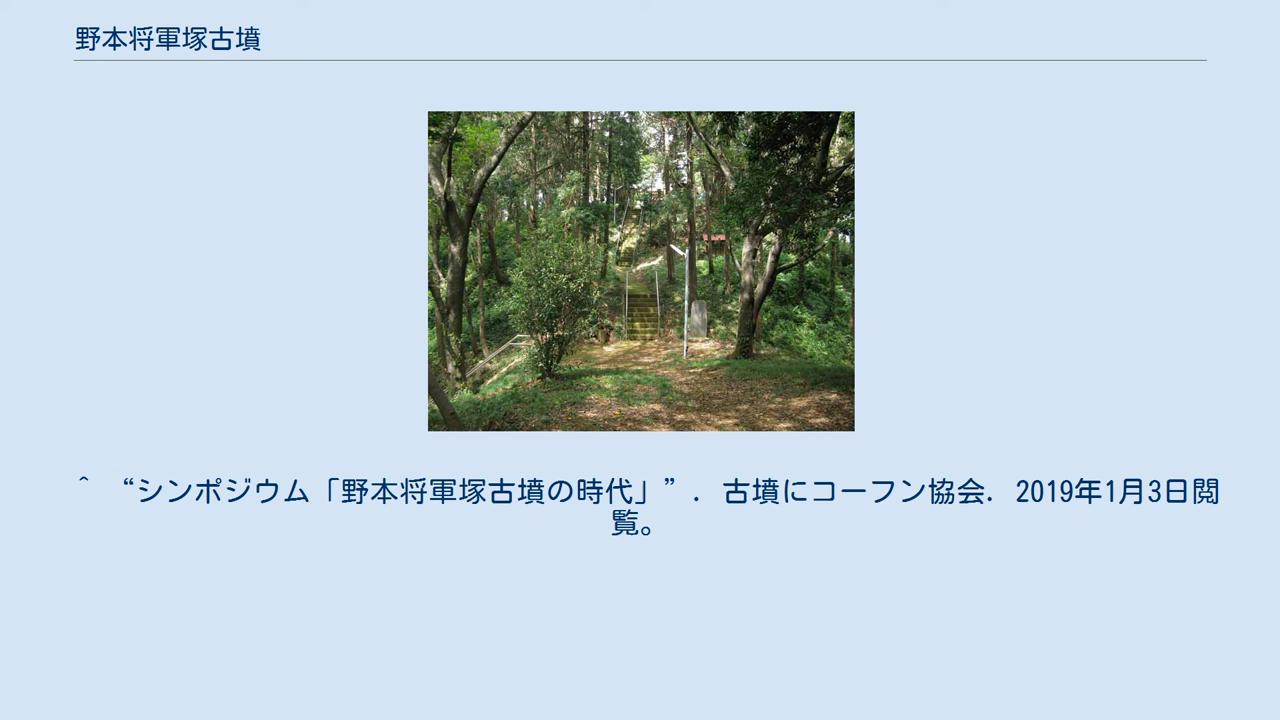 野本将軍塚古墳
^ “シンポジウム「野本将軍塚古墳の時代」”. 古墳にコーフン協会. 2019年1月3日閲
覧。